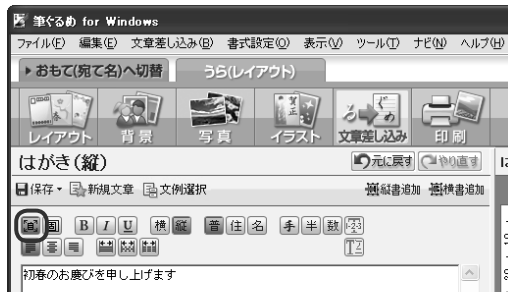 筆ぐるめ for Windows
ファイル(F) 編集(E) 文章差し込み(B) 書式設定(O) 表示(V) ツール(T) ナビ(N) ヘルプ(H)
おもて(宛て名)へ切替 うら(レイアウト)
レイアウト 背景 写真 イラスト 文章差し込み 印刷
はがき(縦) 元に戻す やり直す
保存 新規文章 文例選択 縦書追加 横書追加
B I U 横 縦 普 住 名 手 半 数 1-2-3
初春のお慶びを申し上げます